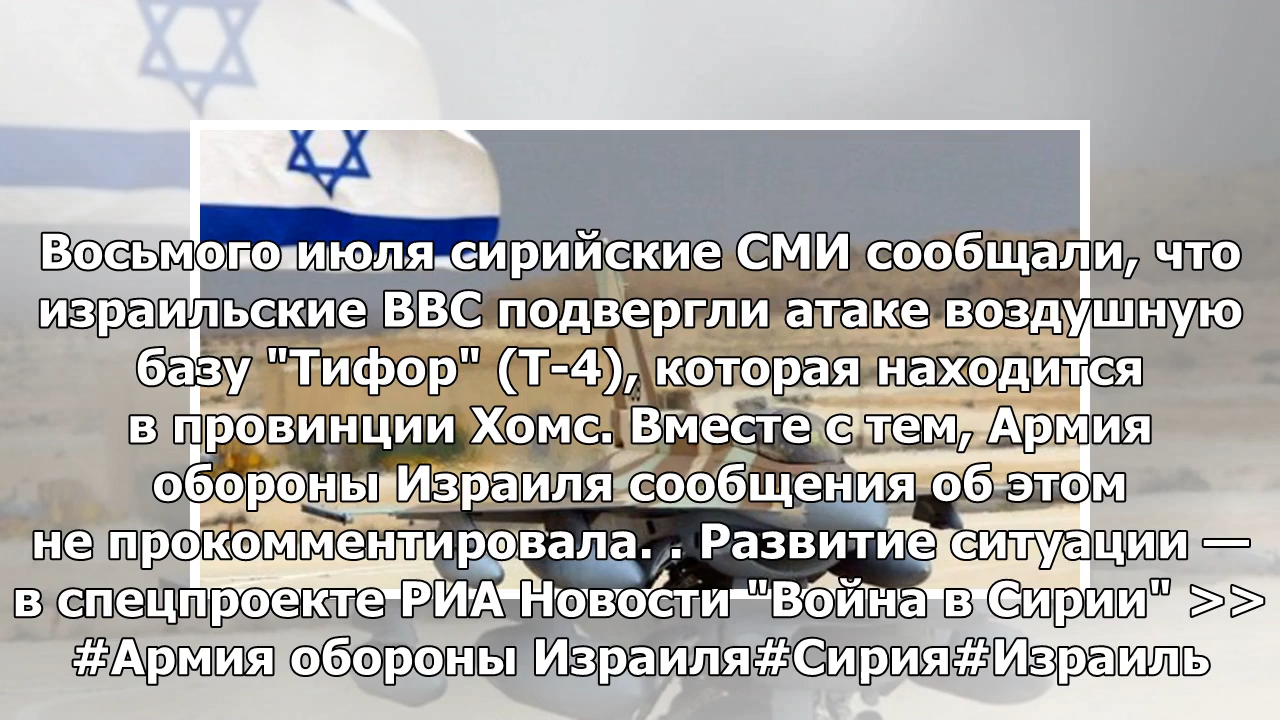 Восьмого июля сирийские СМИ сообщали, что
израильские ВВС подвергли атаке воздушную
базу "Тифор" (Т-4), которая находится
в провинции Хомс. Вместе с тем, Армия
обороны Израиля сообщения об этом
не прокомментировала. . Развитие ситуации —
в спецпроекте РИА Новости "Война в Сирии" >>
#Армия обороны Израиля#Сирия#Израиль